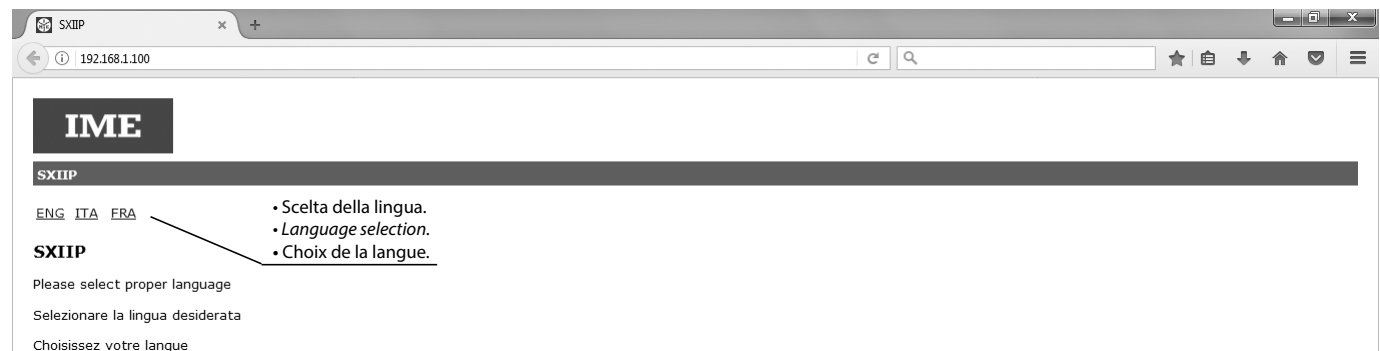 SXIIP
192.168.1.100
IME
SXIIP
ENG ITA FRA
• Scelta della lingua.
• Language selection.
• Choix de la langue.
SXIIP
Please select proper language
Selezionare la lingua desiderata
Choisissez votre langue